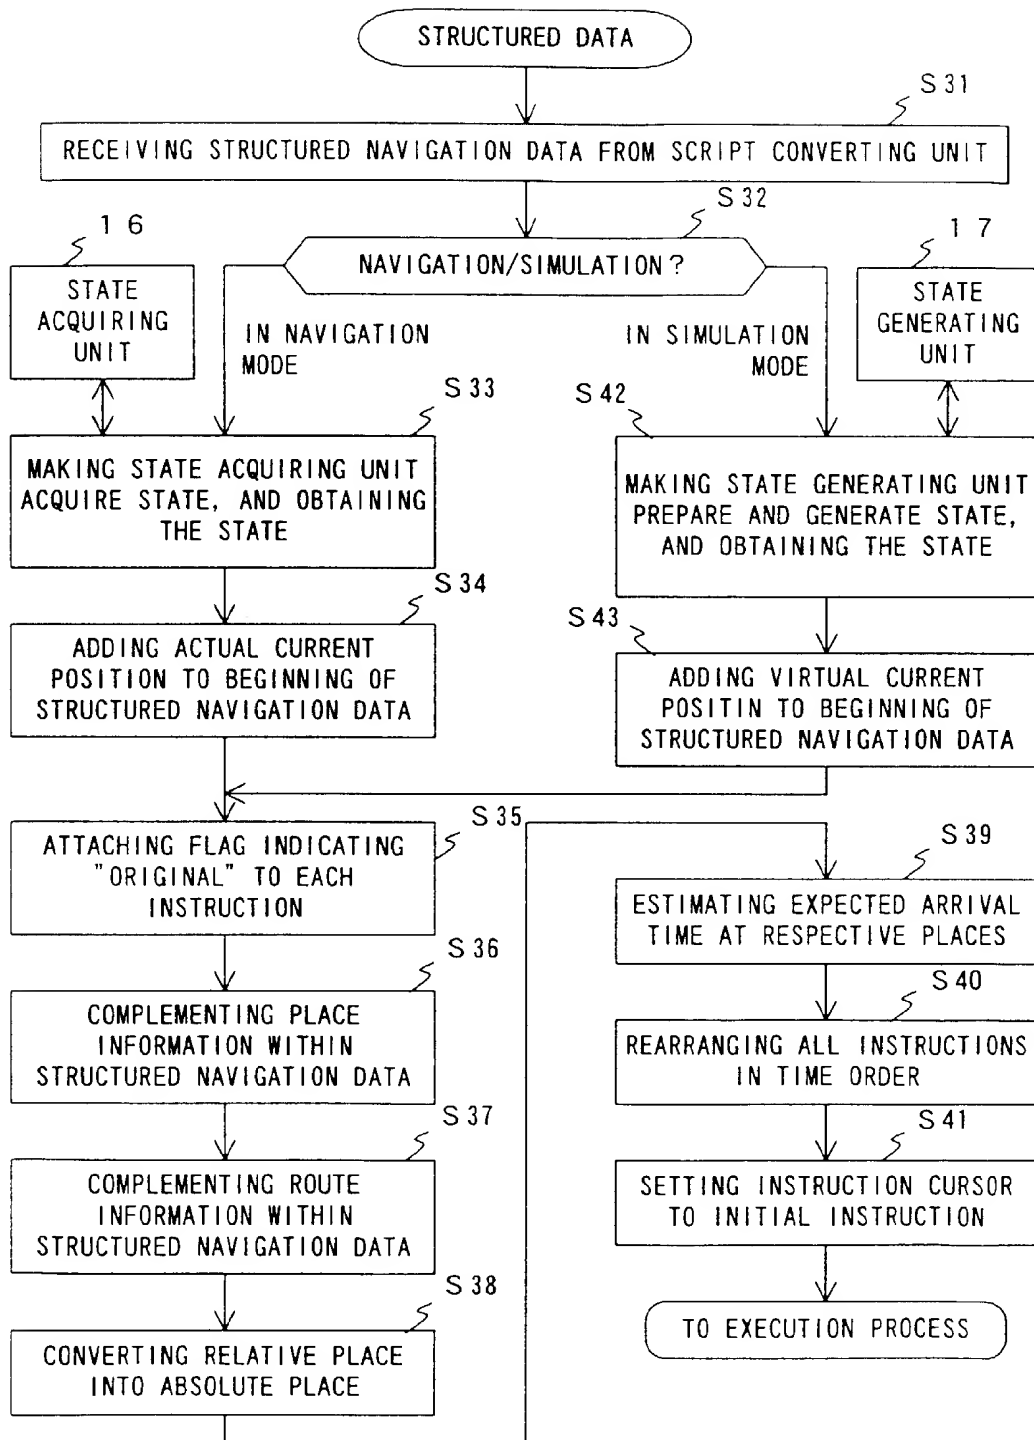 STRUCTURED DATA
S31
RECEIVING STRUCTURED NAVIGATION DATA FROM SCRIPT CONVERTING UNIT
S32
NAVIGATION/SIMULATION?
16
STATE
ACQUIRING
UNIT
17
STATE
GENERATING
UNIT
IN NAVIGATION
MODE
IN SIMULATION
MODE
S33
MAKING STATE ACQUIRING UNIT
ACQUIRE STATE, AND OBTAINING
THE STATE
S42
MAKING STATE GENERATING UNIT
PREPARE AND GENERATE STATE,
AND OBTAINING THE STATE
S34
ADDING ACTUAL CURRENT
POSITION TO BEGINNING OF
STRUCTURED NAVIGATION DATA
S43
ADDING VIRTUAL CURRENT
POSITIN TO BEGINNING OF
STRUCTURED NAVIGATION DATA
S35
ATTACHING FLAG INDICATING
"ORIGINAL" TO EACH
INSTRUCTION
S36
COMPLEMENTING PLACE
INFORMATION WITHIN
STRUCTURED NAVIGATION DATA
S37
COMPLEMENTING ROUTE
INFORMATION WITHIN
STRUCTURED NAVIGATION DATA
S38
CONVERTING RELATIVE PLACE
INTO ABSOLUTE PLACE
S39
ESTIMATING EXPECTED ARRIVAL
TIME AT RESPECTIVE PLACES
S40
REARRANGING ALL INSTRUCTIONS
IN TIME ORDER
S41
SETTING INSTRUCTION CURSOR
TO INITIAL INSTRUCTION
TO EXECUTION PROCESS